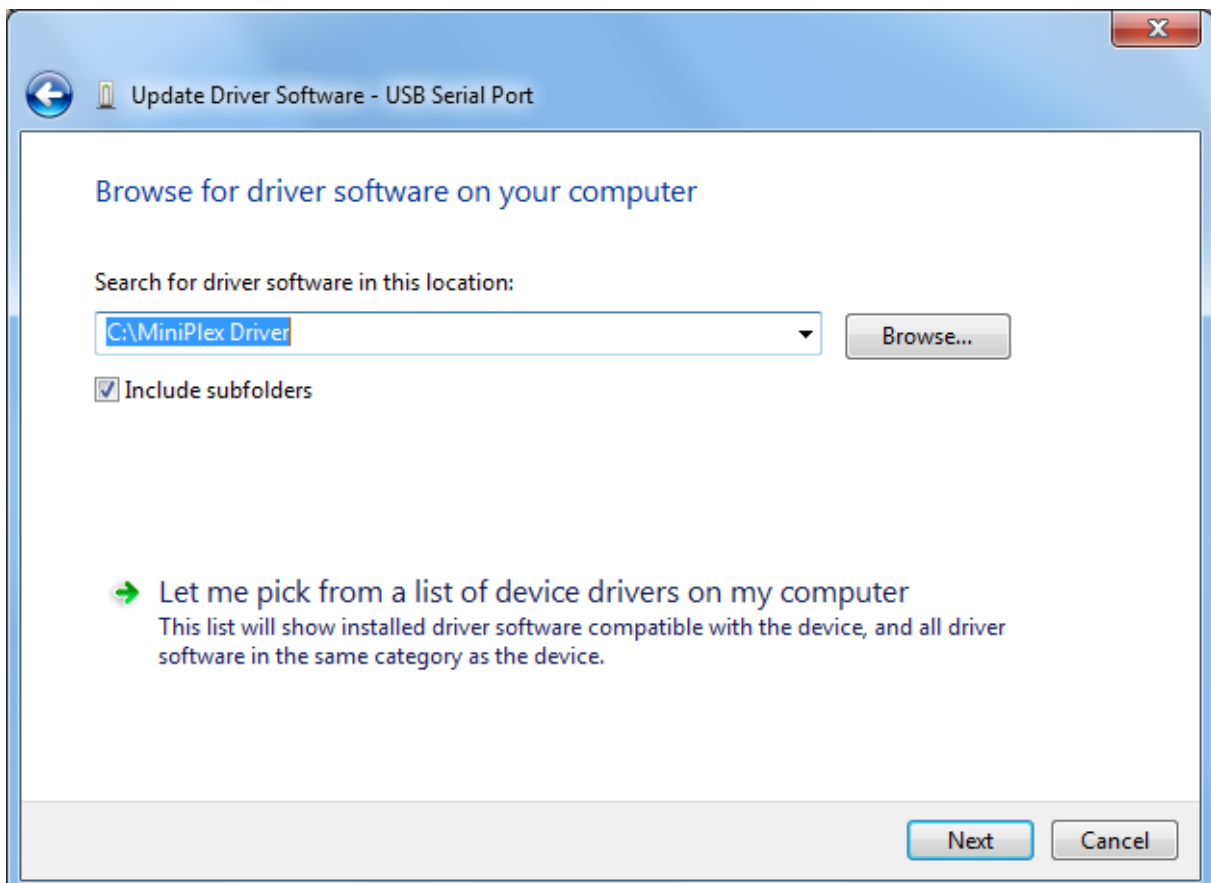 Update Driver Software - USB Serial Port
Browse for driver software on your computer
Search for driver software in this location:
C:\MiniPlex Driver
Browse...
Include subfolders
Let me pick from a list of device drivers on my computer
This list will show installed driver software compatible with the device, and all driver
software in the same category as the device.
Next
Cancel